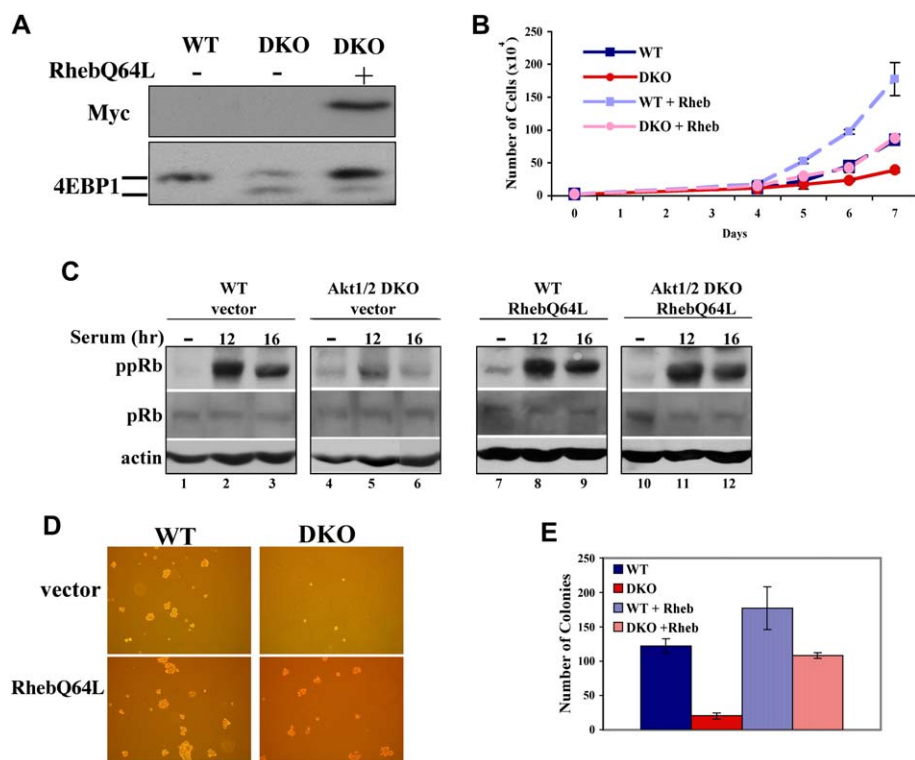 A
WT DKO DKO
RhebQ64L - - +
Myc
4EBP1
B
Number of Cells (x10⁴)
250
200
150
100
50
0
WT
DKO
WT + Rheb
DKO + Rheb
0 1 2 3 4 5 6 7
Days
C
WT vector
Akt1/2 DKO vector
WT RhebQ64L
Akt1/2 DKO RhebQ64L
Serum (hr) - 12 16 - 12 16 - 12 16 - 12 16
ppRb
pRb
actin
1 2 3 4 5 6 7 8 9 10 11 12
D
WT DKO
vector
RhebQ64L
E
Number of Colonies
250
200
150
100
50
0
WT
DKO
WT + Rheb
DKO +Rheb